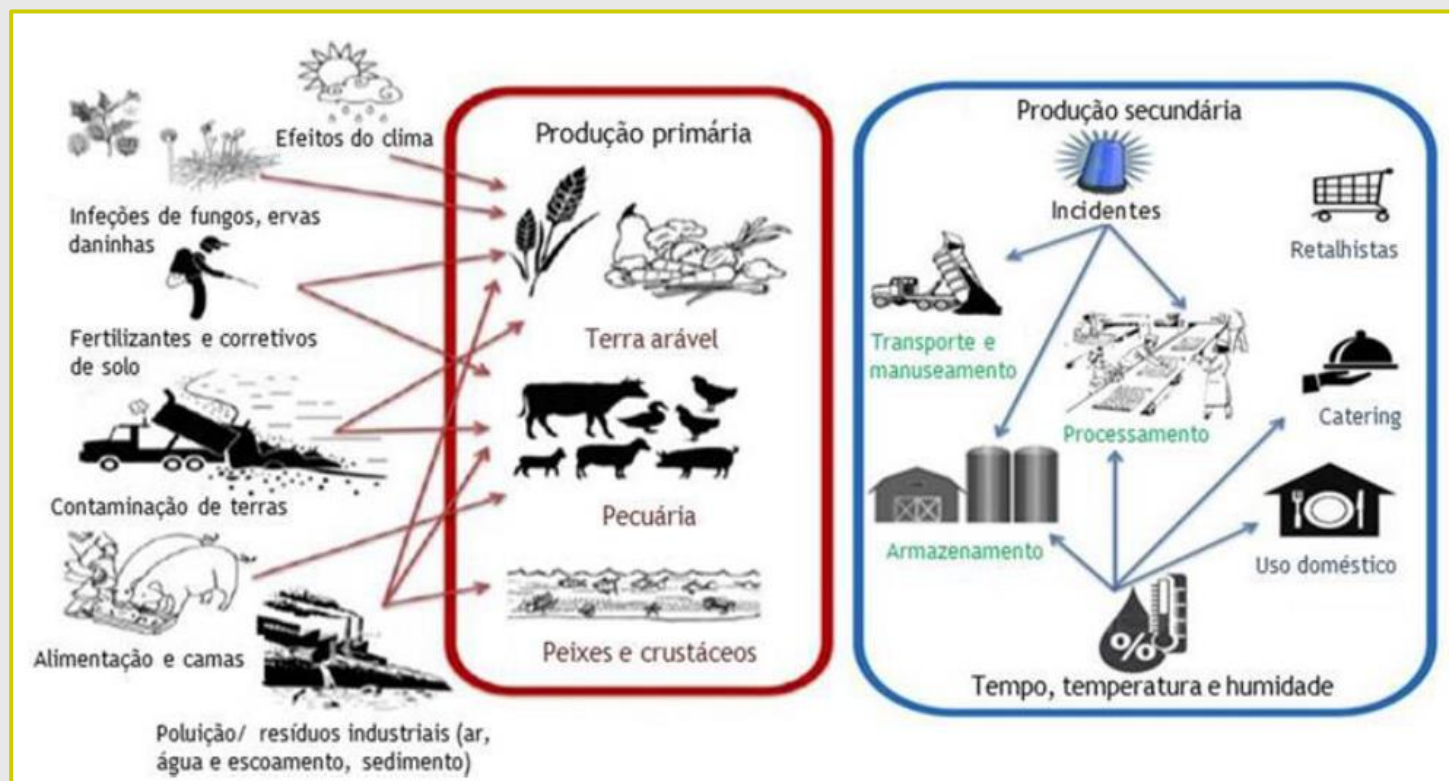 Efeitos do clima
Infeções de fungos, ervas
daninhas
Fertilizantes e corretivos
de solo
Contaminação de terras
Alimentação e camas
Poluição/ resíduos industriais (ar,
água e escoamento, sedimento)
Produção primária
Terra arável
Pecuária
Peixes e crustáceos
Produção secundária
Incidentes
Retalhistas
Transporte e
manuseamento
Processamento
Catering
Armazenamento
Uso doméstico
%
Tempo, temperatura e humidade